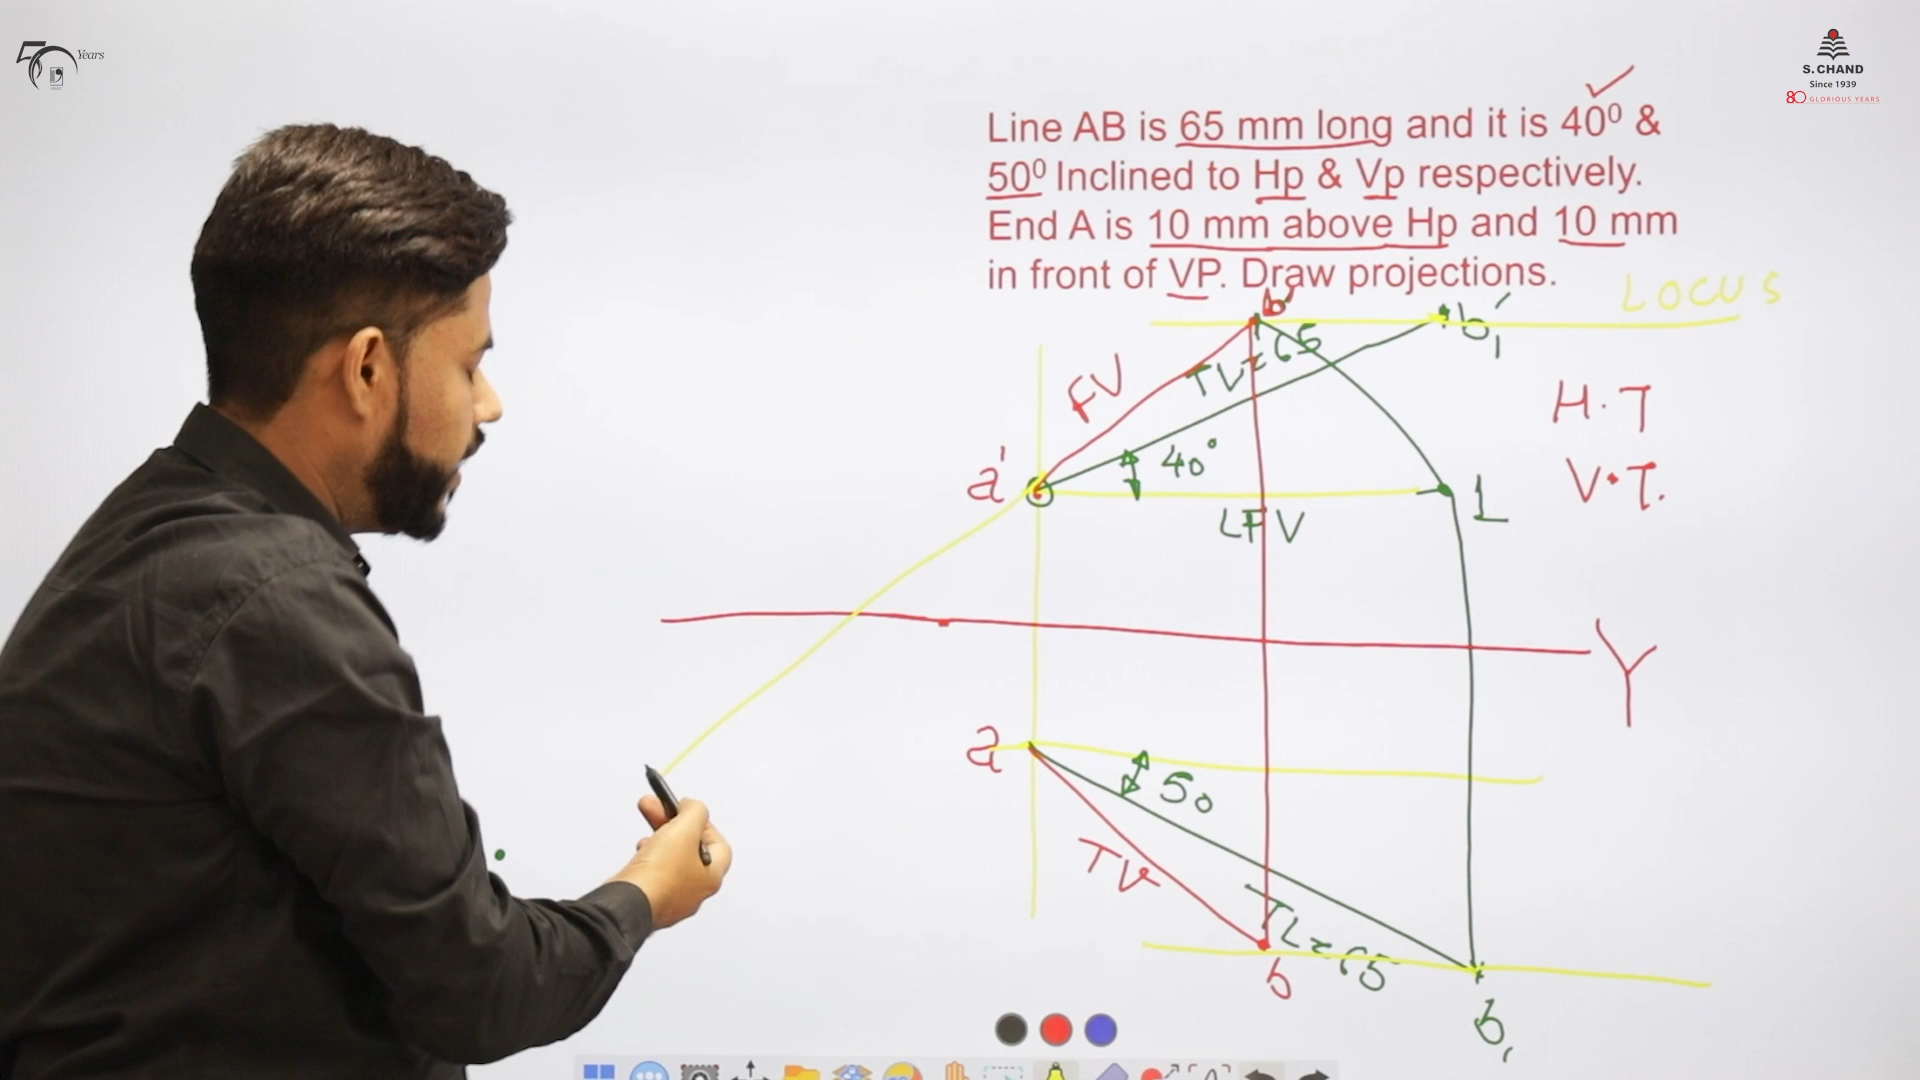 50 Years
S. CHAND
Since 1939
80 GLORIOUS YEARS
Line AB is 65 mm long and it is 40⁰ &
50⁰ Inclined to Hp & Vp respectively.
End A is 10 mm above Hp and 10 mm
in front of VP. Draw projections.
LOCUS
b'
b₁'
TV = 65
FV
H.T
40°
a'
V.T.
1
LFV
Y
a
50
TV
TL = 65
b
b₁